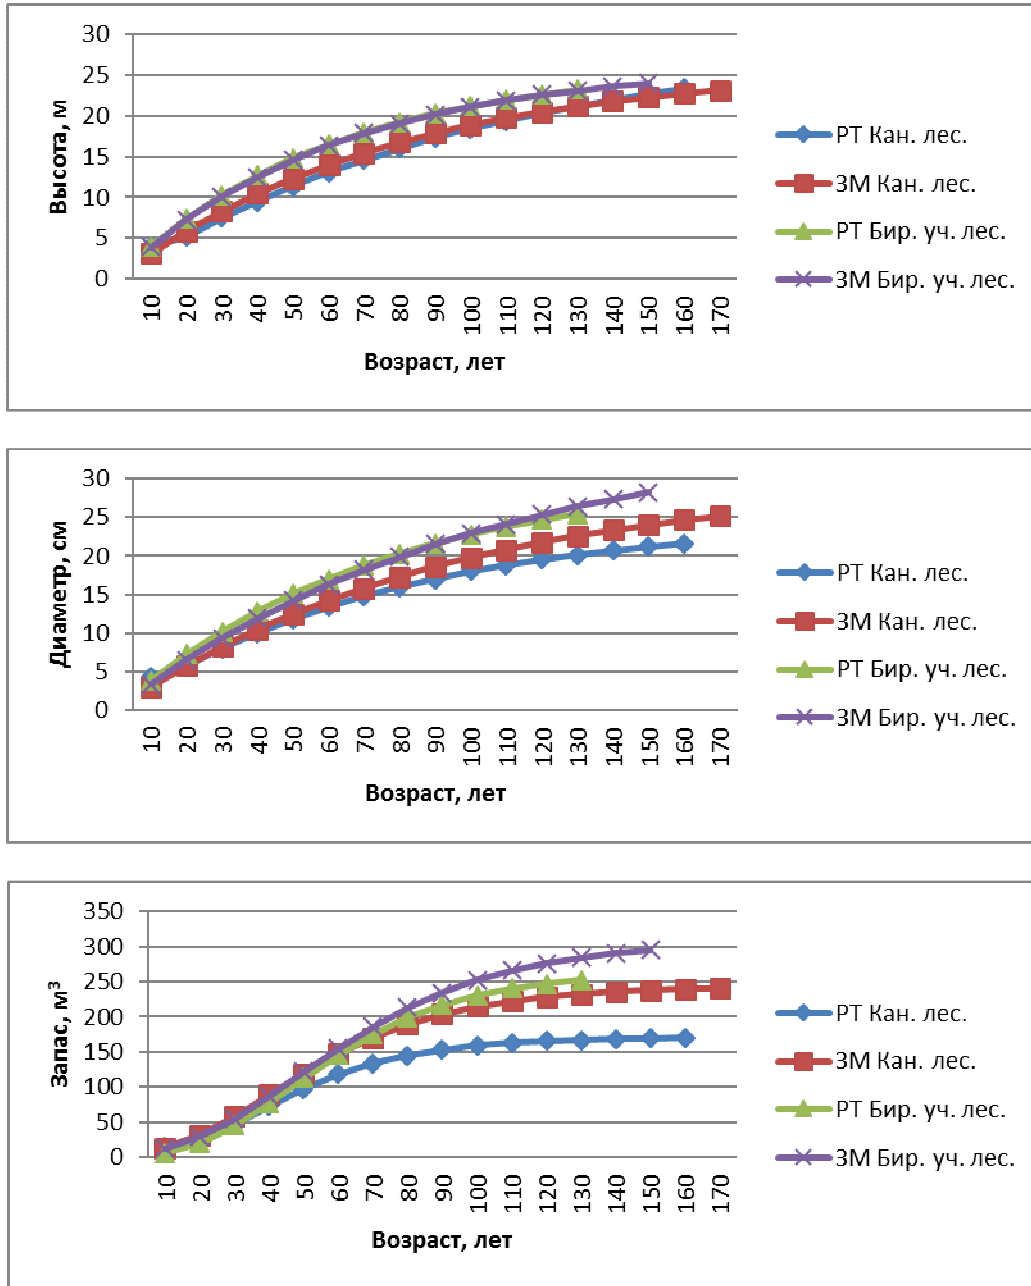 30
25
20
15
10
5
0
Высота, м
10 20 30 40 50 60 70 80 90 100 110 120 130 140 150 160 170
Возраст, лет
РТ Кан. лес.
ЗМ Кан. лес.
РТ Бир. уч. лес.
ЗМ Бир. уч. лес.
30
25
20
15
10
5
0
Диаметр, см
10 20 30 40 50 60 70 80 90 100 110 120 130 140 150 160 170
Возраст, лет
РТ Кан. лес.
ЗМ Кан. лес.
РТ Бир. уч. лес.
ЗМ Бир. уч. лес.
350
300
250
200
150
100
50
0
Запас, м³
10 20 30 40 50 60 70 80 90 100 110 120 130 140 150 160 170
Возраст, лет
РТ Кан. лес.
ЗМ Кан. лес.
РТ Бир. уч. лес.
ЗМ Бир. уч. лес.